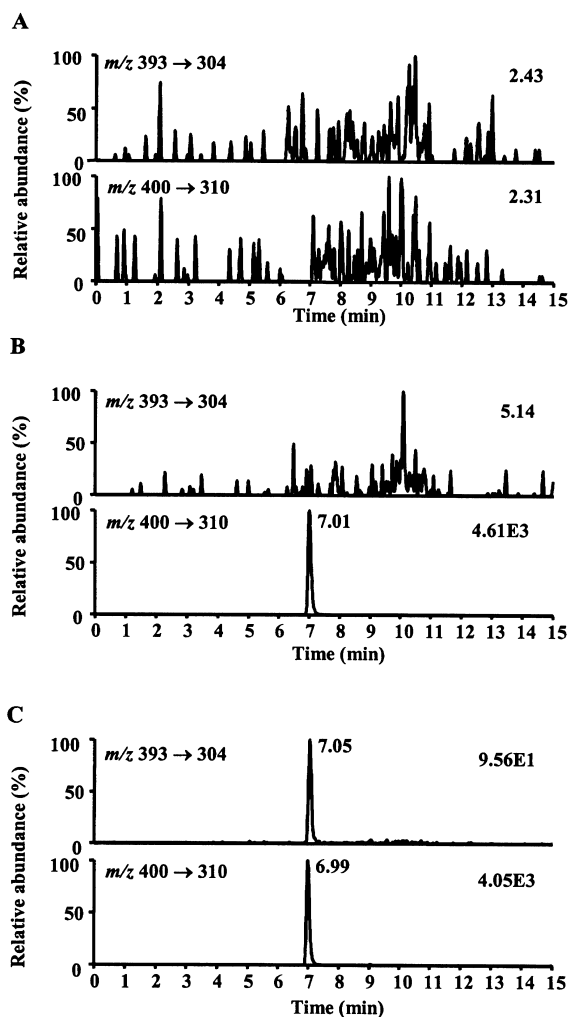 A
Relative abundance (%)
100
50
0
m/z 393 → 304
2.43
100
50
0
m/z 400 → 310
2.31
0 1 2 3 4 5 6 7 8 9 10 11 12 13 14 15
Time (min)
B
Relative abundance (%)
100
50
0
m/z 393 → 304
5.14
100
50
0
m/z 400 → 310
7.01
4.61E3
0 1 2 3 4 5 6 7 8 9 10 11 12 13 14 15
Time (min)
C
Relative abundance (%)
100
50
0
m/z 393 → 304
7.05
9.56E1
100
50
0
m/z 400 → 310
6.99
4.05E3
0 1 2 3 4 5 6 7 8 9 10 11 12 13 14 15
Time (min)